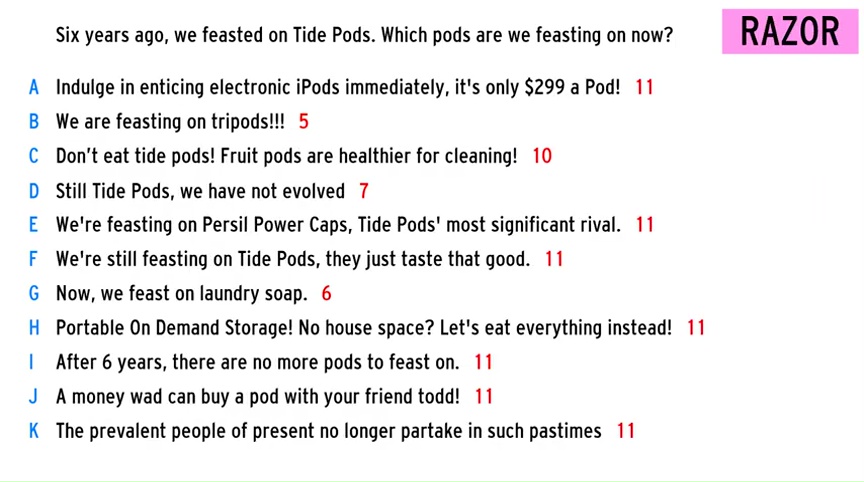 Six years ago, we feasted on Tide Pods. Which pods are we feasting on now?
RAZOR
A Indulge in enticing electronic iPods immediately, it's only $299 a Pod! 11
B We are feasting on tripods!!! 5
C Don’t eat tide pods! Fruit pods are healthier for cleaning! 10
D Still Tide Pods, we have not evolved 7
E We're feasting on Persil Power Caps, Tide Pods' most significant rival. 11
F We're still feasting on Tide Pods, they just taste that good. 11
G Now, we feast on laundry soap. 6
H Portable On Demand Storage! No house space? Let's eat everything instead! 11
I After 6 years, there are no more pods to feast on. 11
J A money wad can buy a pod with your friend todd! 11
K The prevalent people of present no longer partake in such pastimes 11